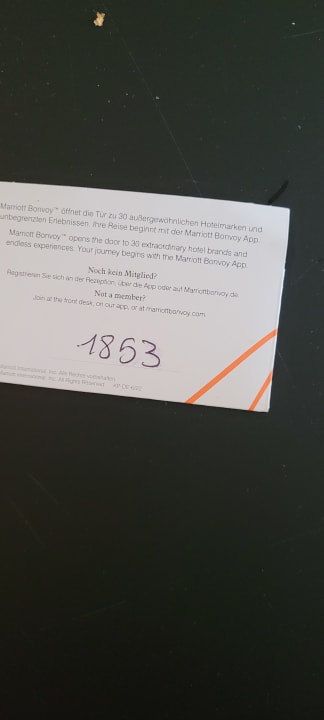 Marriott Bonvoy™ öffnet die Tür zu 30 außergewöhnlichen Hotelmarken und
unbegrenzten Erlebnissen. Ihre Reise beginnt mit der Marriott Bonvoy App.
Marriott Bonvoy™ opens the door to 30 extraordinary hotel brands and
endless experiences. Your journey begins with the Marriott Bonvoy App.
Noch kein Mitglied?
Registrieren Sie sich an der Rezeption, über die App oder auf Marriottbonvoy.de
Not a member?
Join at the front desk, on our app, or at marriottbonvoy.com
1853
Marriott International, Inc. Alle Rechte vorbehalten.
Marriott International, Inc. All Rights Reserved.